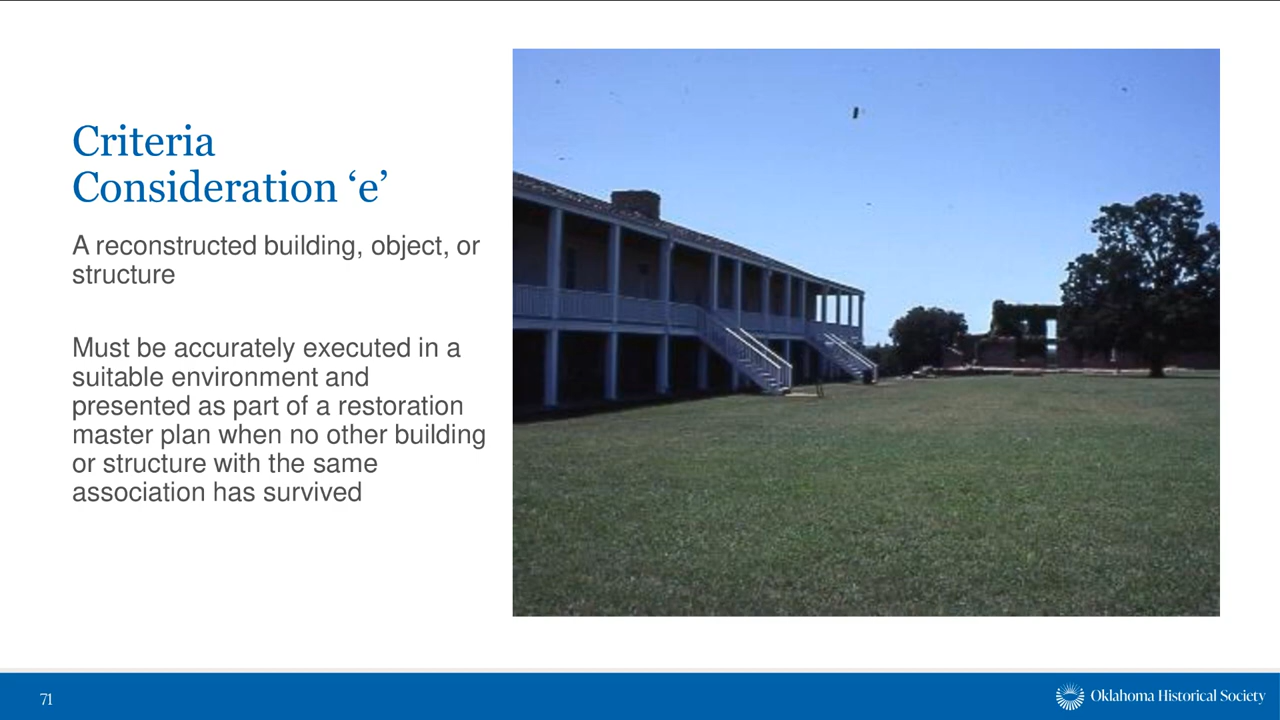 Criteria
Consideration ‘e’
A reconstructed building, object, or
structure
Must be accurately executed in a
suitable environment and
presented as part of a restoration
master plan when no other building
or structure with the same
association has survived
71
Oklahoma Historical Society